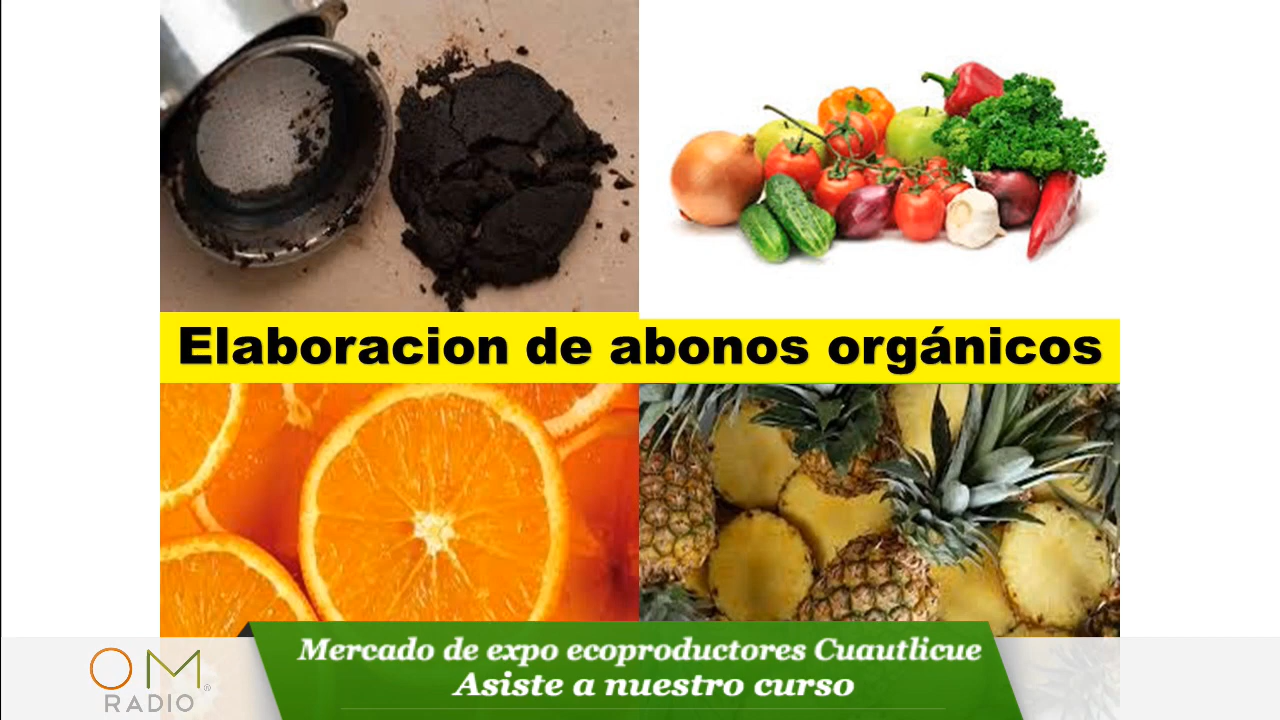 Elaboracion de abonos orgánicos
Mercado de expo ecoproductores Cuautlicue
Asiste a nuestro curso
OM
RADIO®